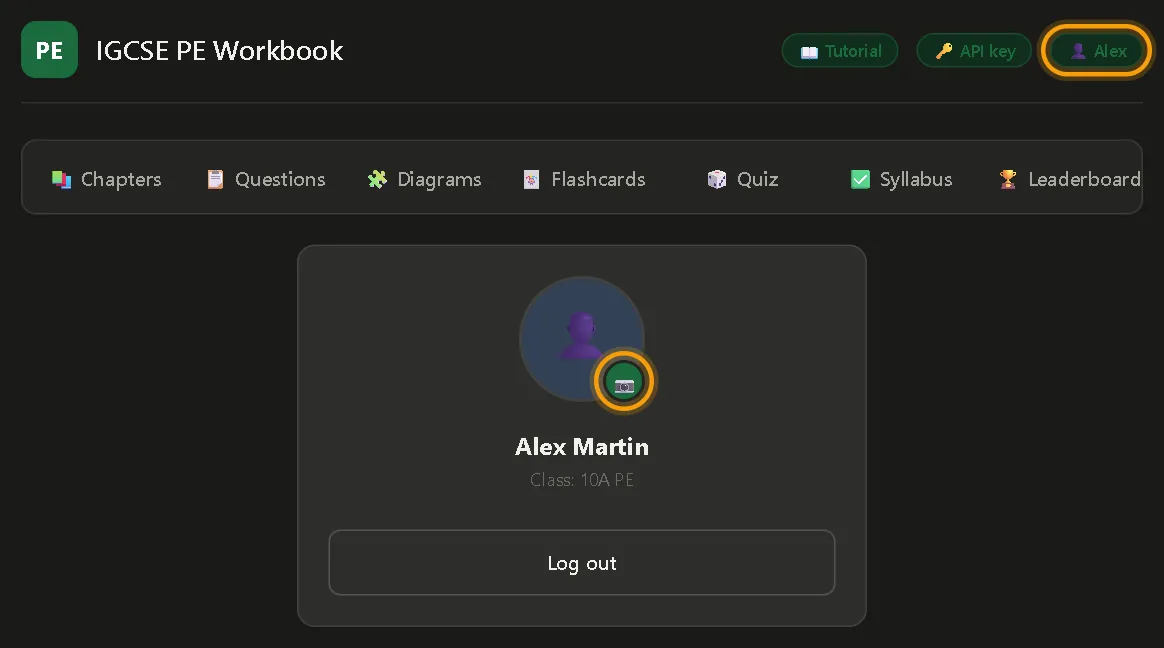 PE IGCSE PE Workbook Tutorial API key Alex
Chapters Questions Diagrams Flashcards Quiz Syllabus Leaderboard
Alex Martin
Class: 10A PE
Log out